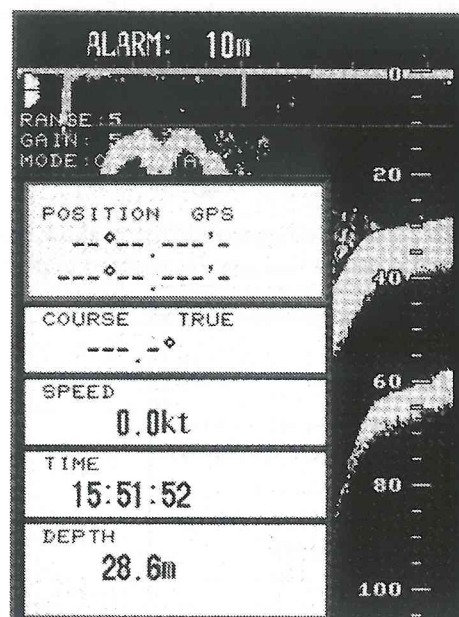 ALARM: 10m
0
RANGE:5
GAIN: 5
MODE:
20
POSITION GPS
--°--.---'-
--°--.---'-
40
COURSE TRUE
---.-°
60
SPEED
0.0kt
TIME
15:51:52
80
DEPTH
28.6m
100